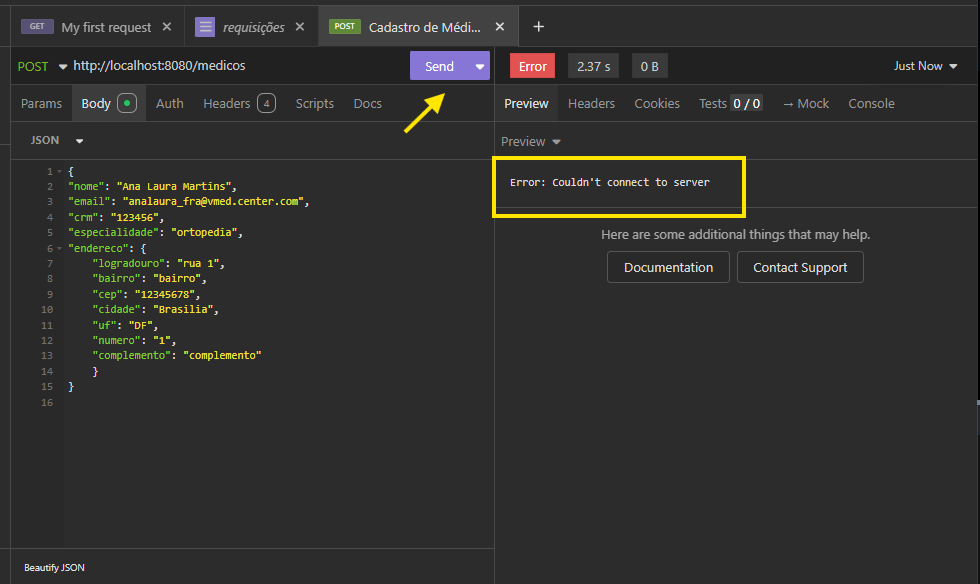 GET My first request requisições POST Cadastro de Médi...
POST http://localhost:8080/medicos Send Error 2.37 s 0 B Just Now
Params Body Auth Headers 4 Scripts Docs Preview Headers Cookies Tests 0 / 0 → Mock Console
JSON
Preview
1 {
2 "nome": "Ana Laura Martins",
3 "email": "analaura_fra@vmed.center.com",
4 "crm": "123456",
5 "especialidade": "ortopedia",
6 "endereco": {
7 "logradouro": "rua 1",
8 "bairro": "bairro",
9 "cep": "12345678",
10 "cidade": "Brasilia",
11 "uf": "DF",
12 "numero": "1",
13 "complemento": "complemento"
14 }
15 }
16
Error: Couldn't connect to server
Here are some additional things that may help.
Documentation Contact Support
Beautify JSON